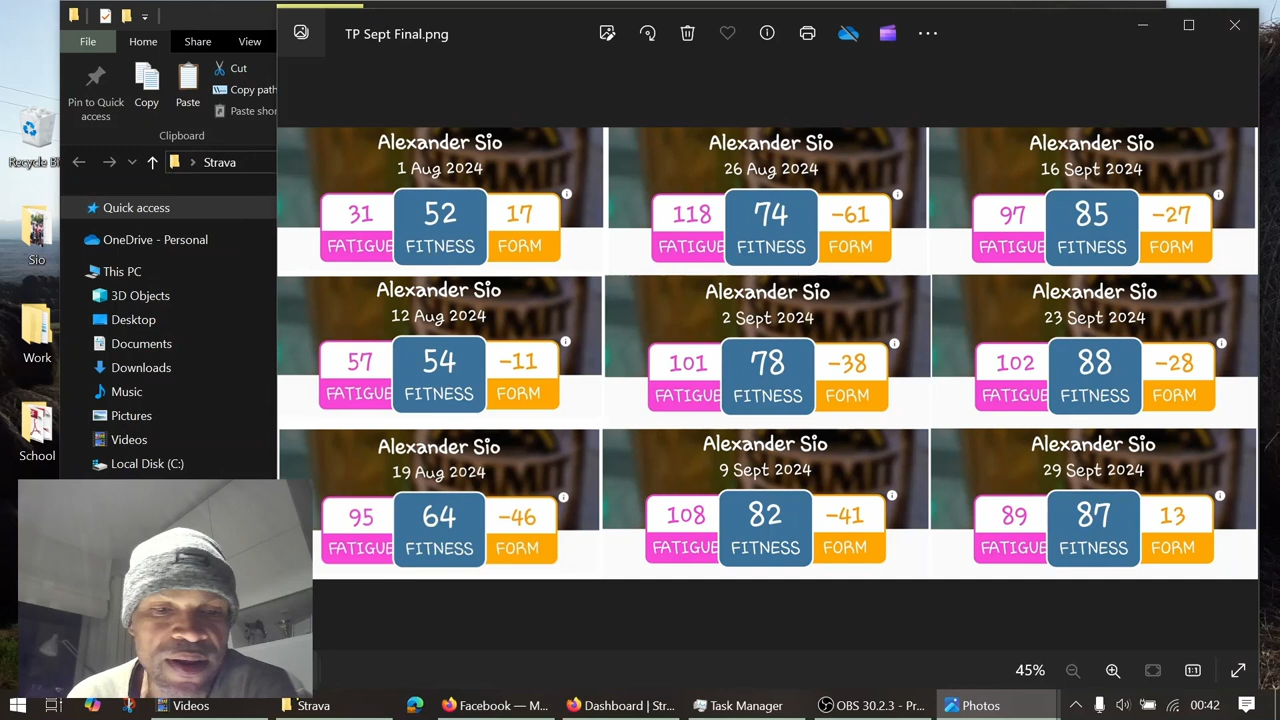 TP Sept Final.png
File
Home
Share
View
Pin to Quick
access
Copy
Paste
Cut
Copy path
Paste shor
Clipboard
Strava
Quick access
OneDrive - Personal
This PC
3D Objects
Desktop
Documents
Downloads
Music
Pictures
Videos
Local Disk (C:)
Recycle Bi
Sio
Work
School
Alexander Sio
1 Aug 2024
31 52 17
FATIGUE FITNESS FORM
Alexander Sio
26 Aug 2024
118 74 -61
FATIGUE FITNESS FORM
Alexander Sio
16 Sept 2024
97 85 -27
FATIGUE FITNESS FORM
Alexander Sio
12 Aug 2024
57 54 -11
FATIGUE FITNESS FORM
Alexander Sio
2 Sept 2024
101 78 -38
FATIGUE FITNESS FORM
Alexander Sio
23 Sept 2024
102 88 -28
FATIGUE FITNESS FORM
Alexander Sio
19 Aug 2024
95 64 -46
FATIGUE FITNESS FORM
Alexander Sio
9 Sept 2024
108 82 -41
FATIGUE FITNESS FORM
Alexander Sio
29 Sept 2024
89 87 13
FATIGUE FITNESS FORM
45%
1:1
Videos
Strava
Facebook — M...
Dashboard | Str...
Task Manager
OBS 30.2.3 - Pr...
Photos
00:42